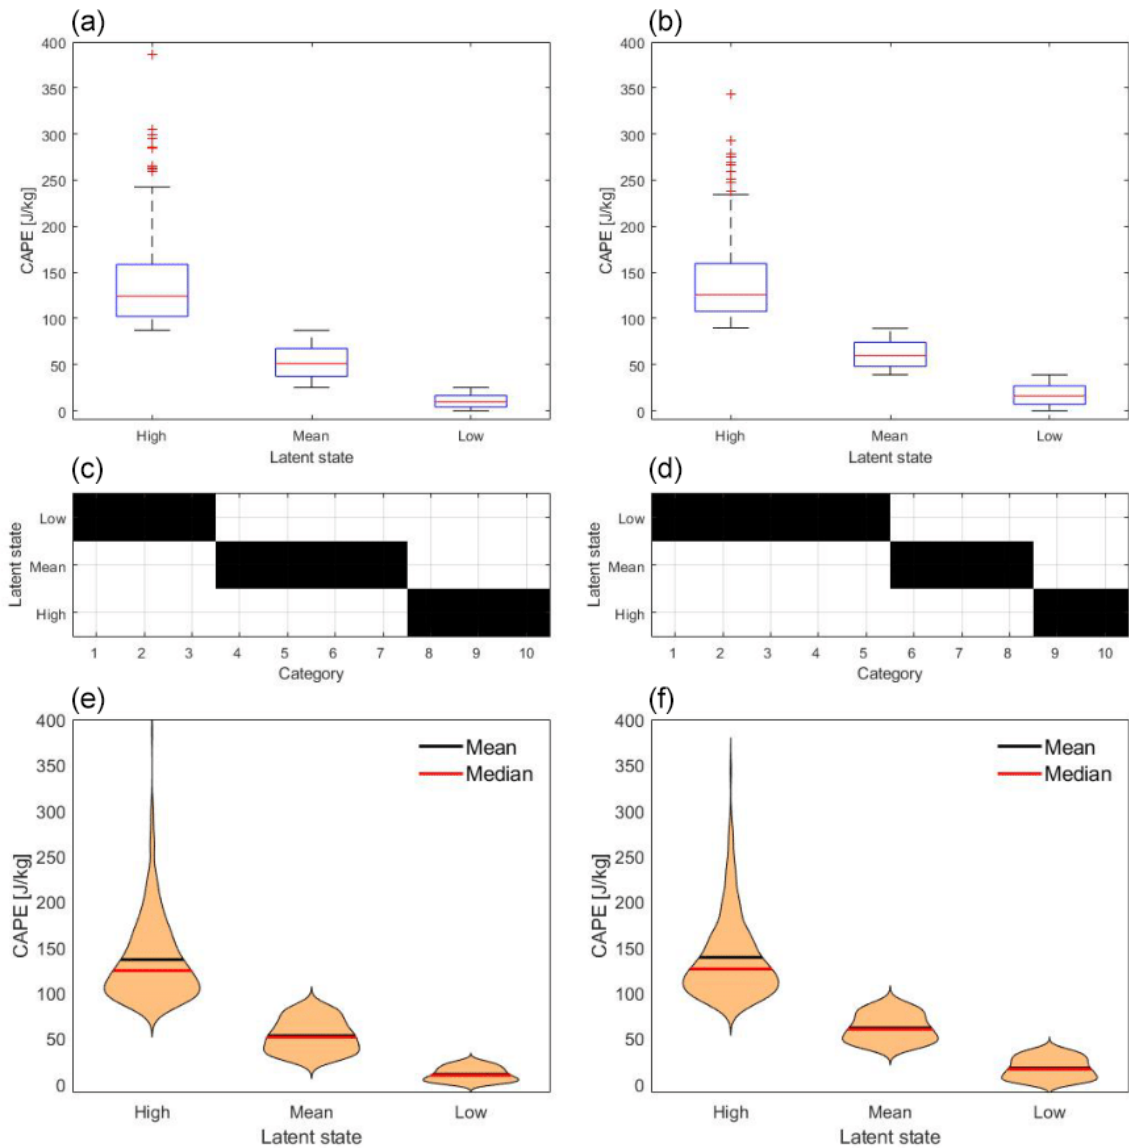 (a)
400
350
300
250
200
150
100
50
0
CAPE [J/kg]
High Mean Low
Latent state
(b)
400
350
300
250
200
150
100
50
0
CAPE [J/kg]
High Mean Low
Latent state
(c)
Low
Mean
High
Latent state
1 2 3 4 5 6 7 8 9 10
Category
(d)
Low
Mean
High
Latent state
1 2 3 4 5 6 7 8 9 10
Category
(e)
400
350
300
250
200
150
100
50
0
CAPE [J/kg]
Mean
Median
High Mean Low
Latent state
(f)
400
350
300
250
200
150
100
50
0
CAPE [J/kg]
Mean
Median
High Mean Low
Latent state